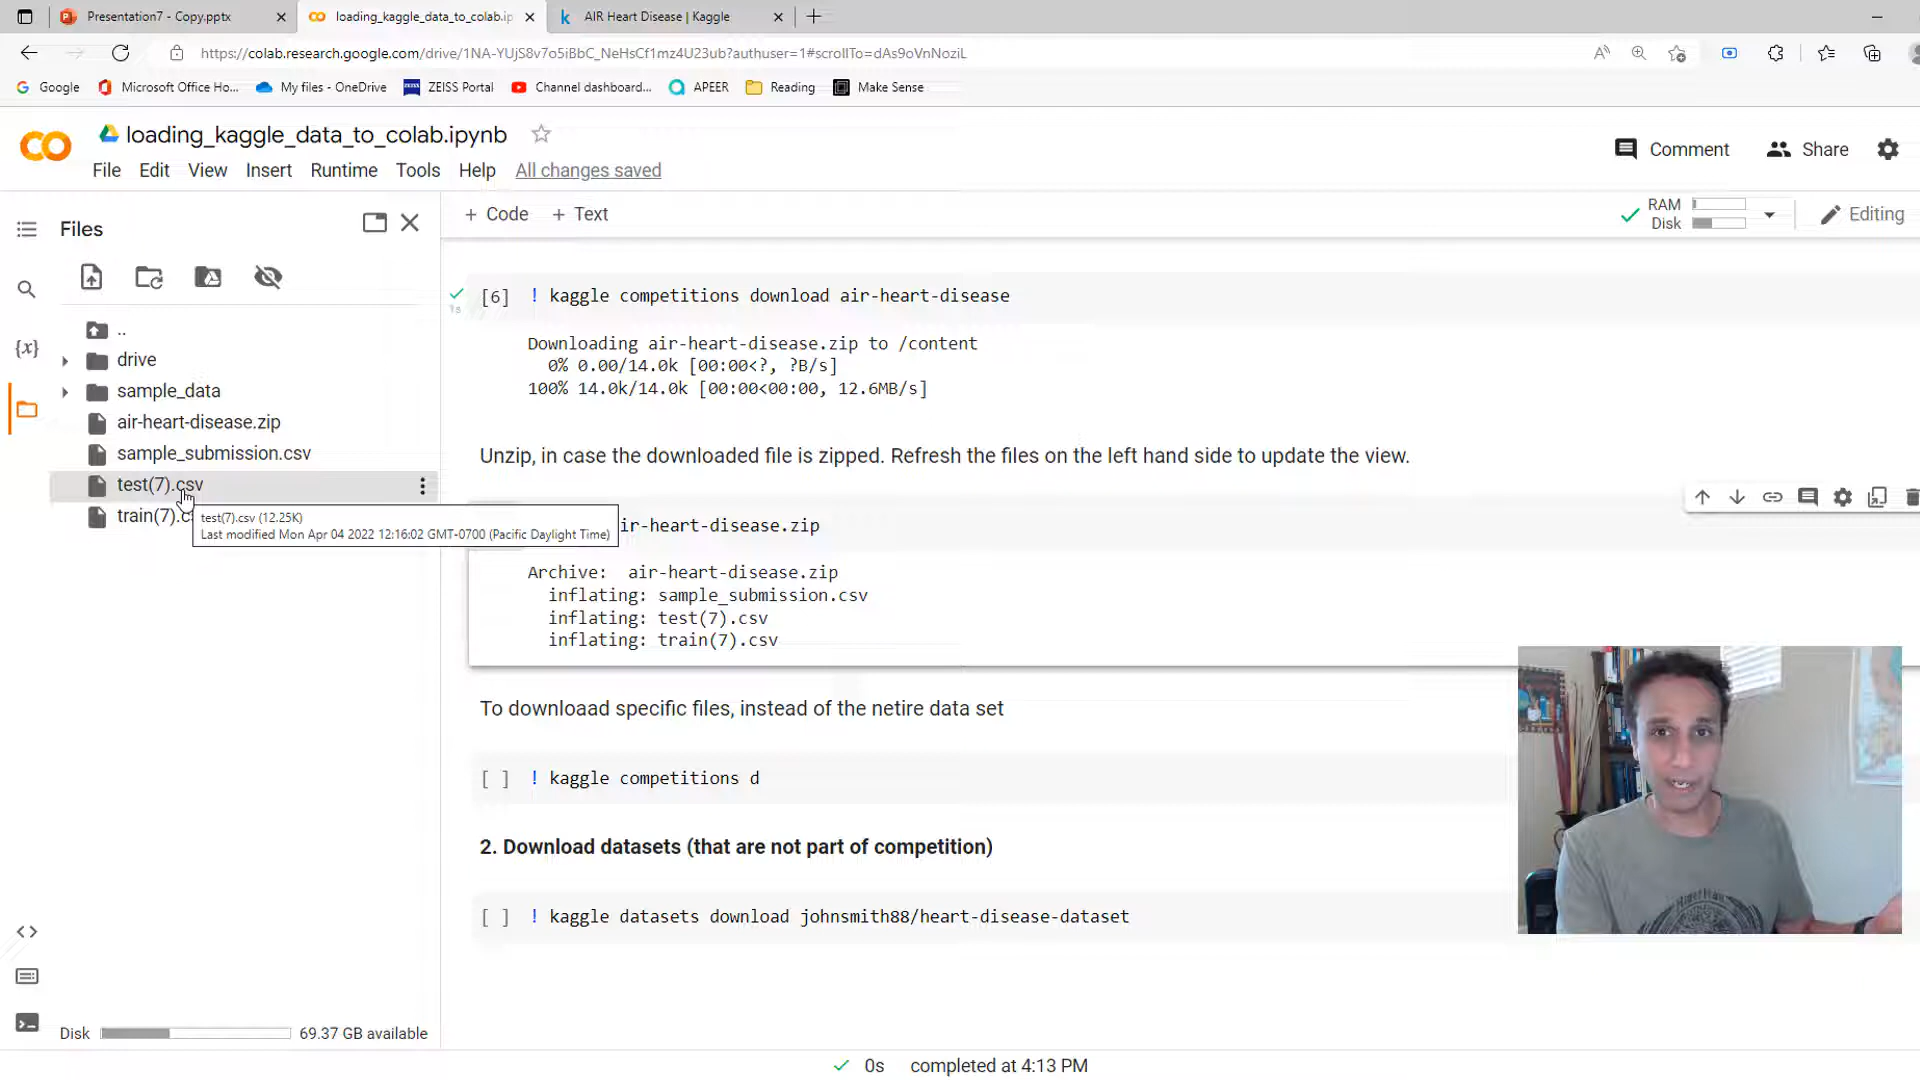 Presentation7 - Copy.pptx
loading_kaggle_data_to_colab.ip
AIR Heart Disease | Kaggle
https://colab.research.google.com/drive/1NA-YUjS8v7o5iBbC_NeHsCf1mz4U23ub?authuser=1#scrollTo=dAs9oVnNoziL
Google
Microsoft Office Ho...
My files - OneDrive
ZEISS Portal
Channel dashboard...
APEER
Reading
Make Sense
loading_kaggle_data_to_colab.ipynb
File Edit View Insert Runtime Tools Help All changes saved
Comment
Share
Files
+ Code + Text
RAM
Disk
Editing
..
drive
sample_data
air-heart-disease.zip
sample_submission.csv
test(7).csv
train(7).c
test(7).csv (12.25K)
Last modified Mon Apr 04 2022 12:16:02 GMT-0700 (Pacific Daylight Time)
[6] ! kaggle competitions download air-heart-disease
1s
Downloading air-heart-disease.zip to /content
0% 0.00/14.0k [00:00<?, ?B/s]
100% 14.0k/14.0k [00:00<00:00, 12.6MB/s]
Unzip, in case the downloaded file is zipped. Refresh the files on the left hand side to update the view.
ir-heart-disease.zip
Archive: air-heart-disease.zip
inflating: sample_submission.csv
inflating: test(7).csv
inflating: train(7).csv
To downloaad specific files, instead of the netire data set
[ ] ! kaggle competitions d
2. Download datasets (that are not part of competition)
[ ] ! kaggle datasets download johnsmith88/heart-disease-dataset
Disk
69.37 GB available
0s completed at 4:13 PM